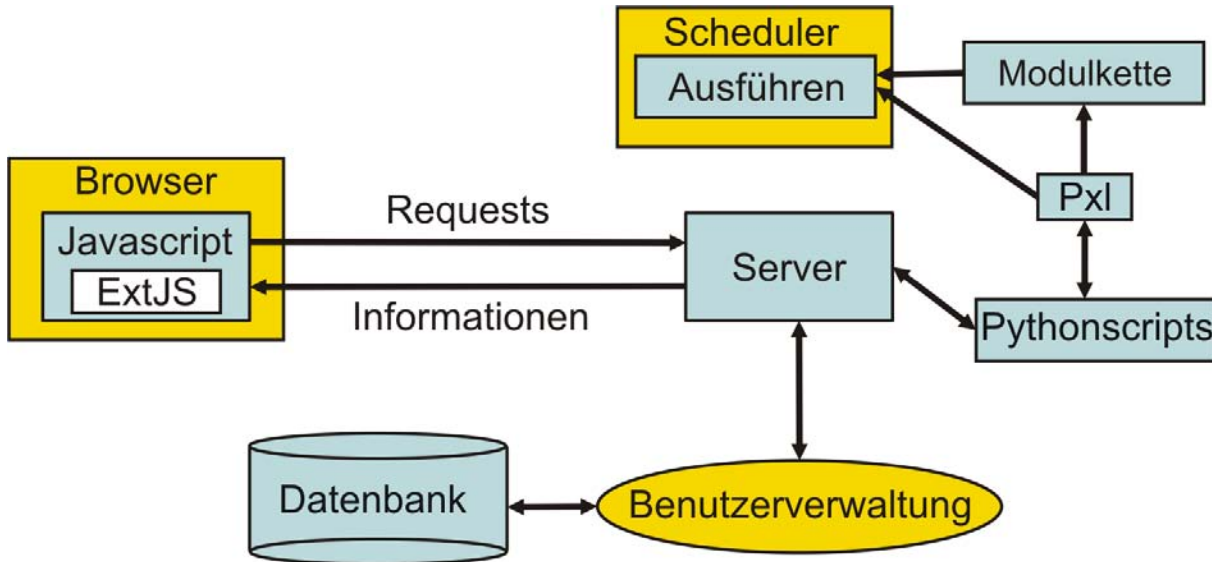 Scheduler
Ausführen
Modulkette
Browser
Javascript
ExtJS
Requests
Informationen
Server
Pxl
Pythonscripts
Datenbank
Benutzerverwaltung